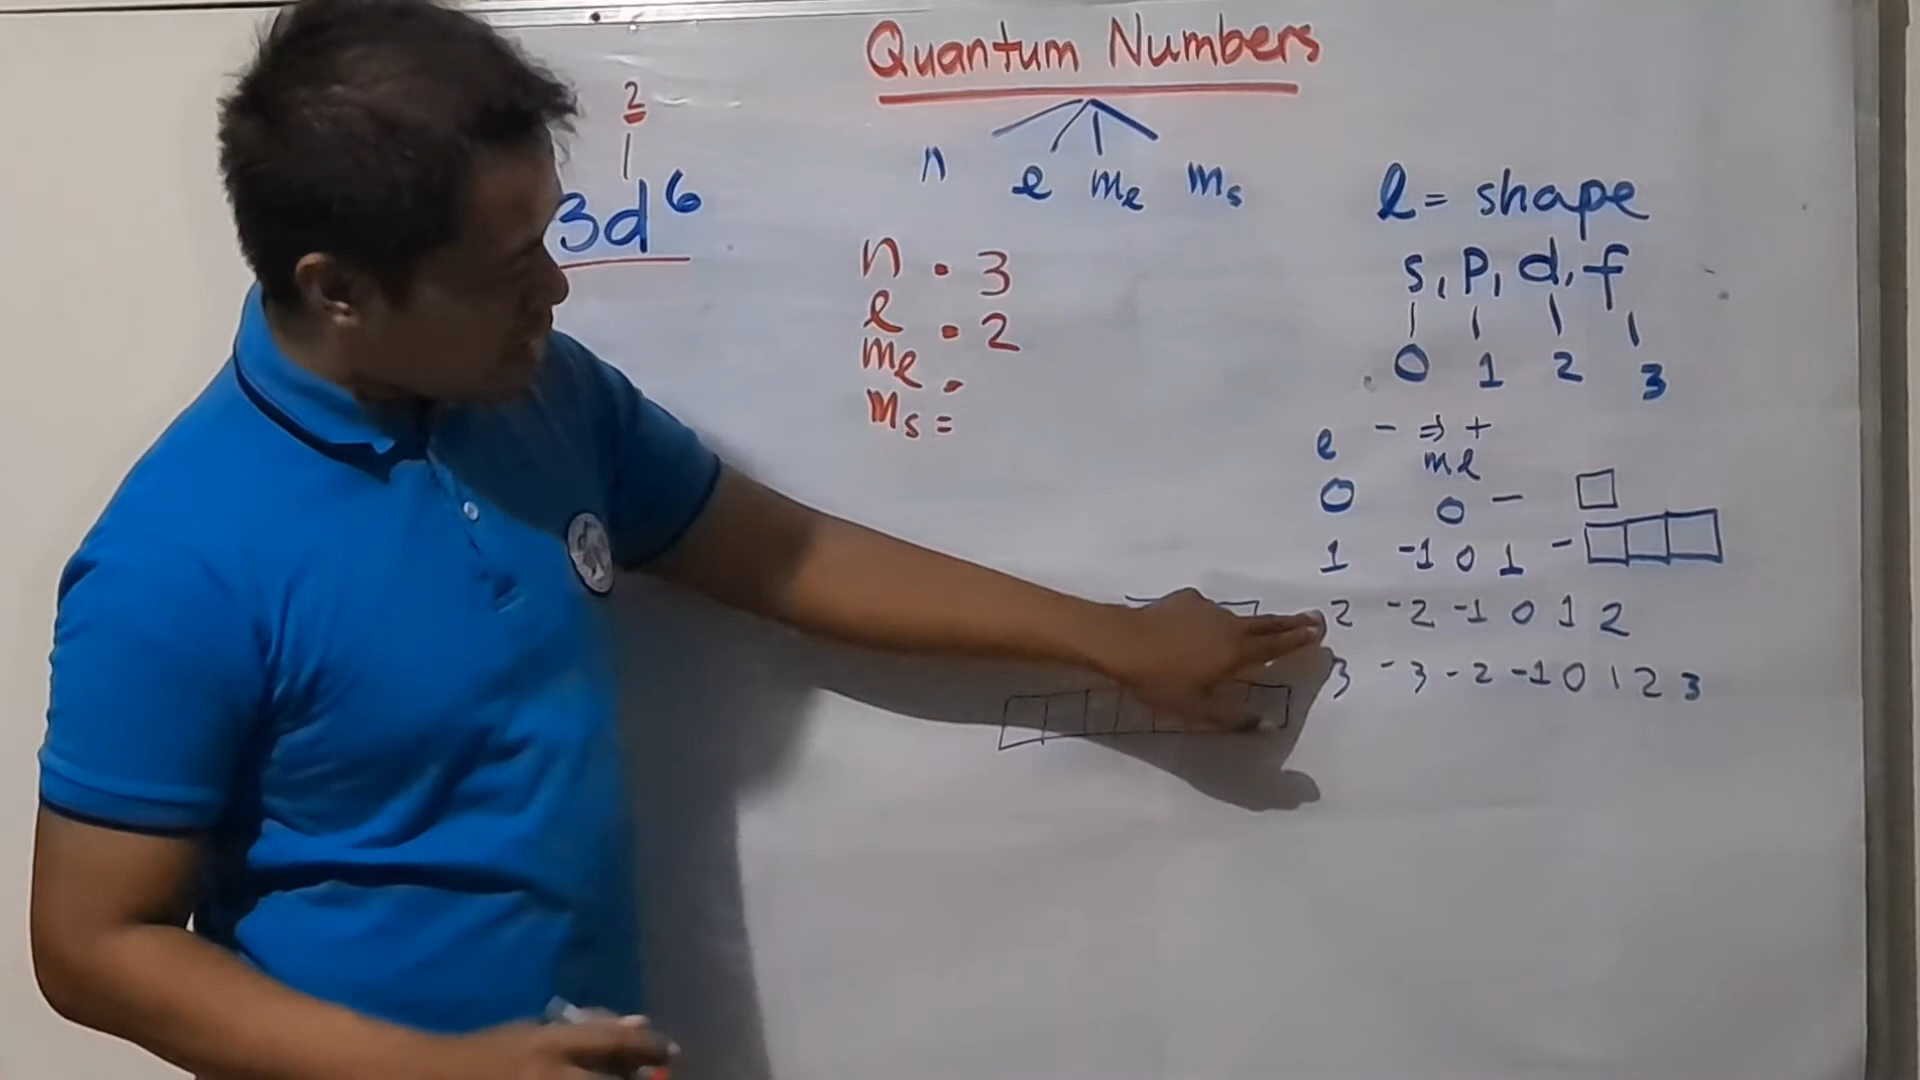 Quantum Numbers
n l ml ms
2
3d6
n = 3
l = 2
ml =
ms =
l = shape
s, p, d, f
0 1 2 3
l - ⇒ +
ml
0 0 -
1 -1 0 1 -
2 -2 -1 0 1 2
3 -3 -2 -1 0 1 2 3